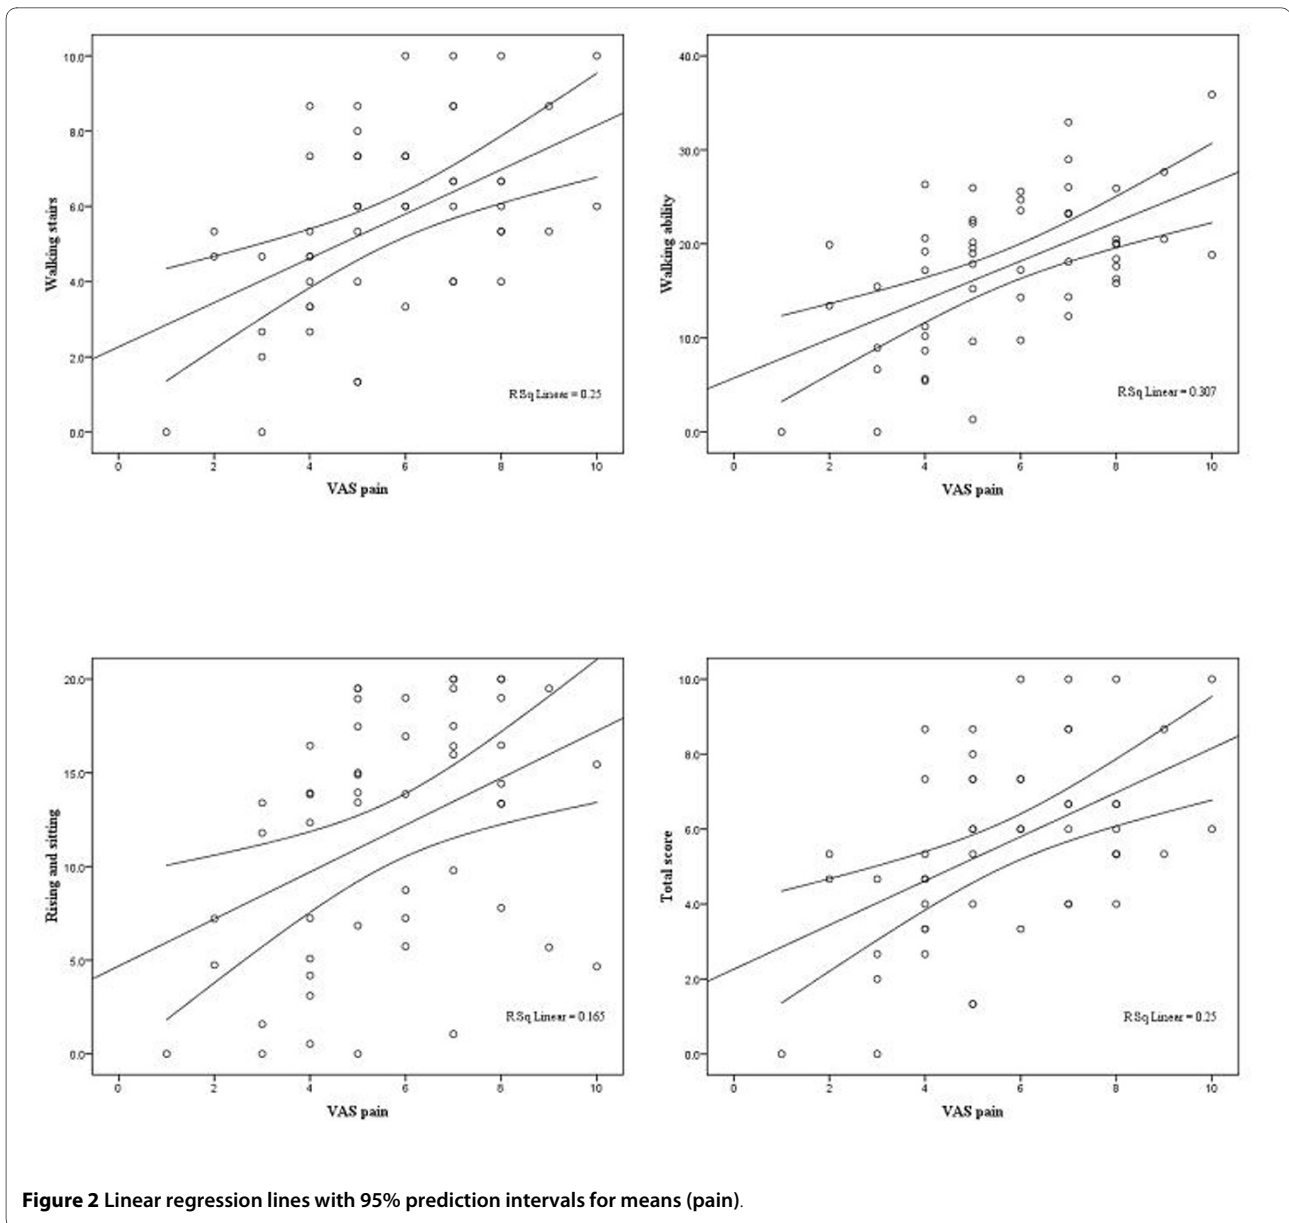 10.0
8.0
6.0
4.0
2.0
0.0
Walking stairs
R Sq Linear = 0.25
0 2 4 6 8 10
VAS pain
40.0
30.0
20.0
10.0
0.0
Walking ability
R Sq Linear = 0.307
0 2 4 6 8 10
VAS pain
20.0
15.0
10.0
5.0
0.0
Rising and sitting
R Sq Linear = 0.165
0 2 4 6 8 10
VAS pain
10.0
8.0
6.0
4.0
2.0
0.0
Total score
R Sq Linear = 0.25
0 2 4 6 8 10
VAS pain
Figure 2 Linear regression lines with 95% prediction intervals for means (pain).